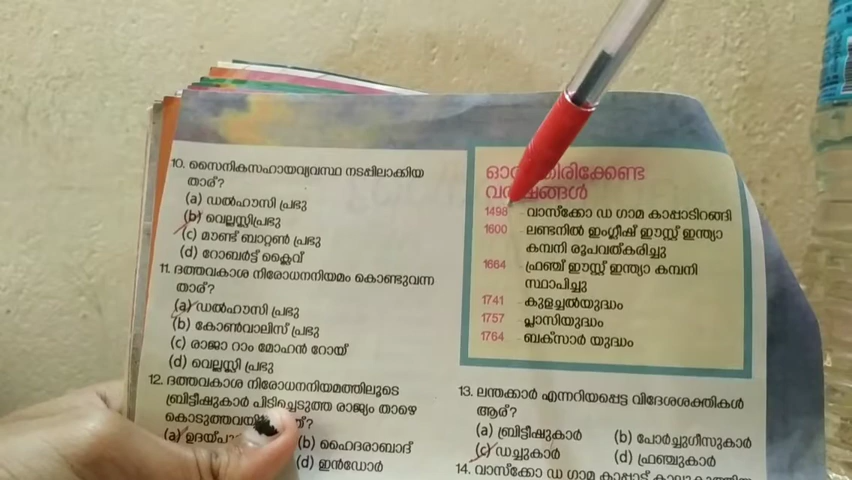 10. സൈനികസഹായവ്യവസ്ഥ നടപ്പിലാക്കിയ
താര്?
(a) ഡൽഹൗസി പ്രഭു
(b) വെല്ലസ്ലിപ്രഭു
(c) മൗണ്ട് ബാറ്റൺ പ്രഭു
(d) റോബർട്ട് ക്ലൈവ്
11. ദത്തവകാശ നിരോധനനിയമം കൊണ്ടുവന്ന
താര്?
(a) ഡൽഹൗസി പ്രഭു
(b) കോൺവാലിസ് പ്രഭു
(c) രാജാ റാം മോഹൻ റോയ്
(d) വെല്ലസ്ലി പ്രഭു
12. ദത്തവകാശ നിരോധനനിയമത്തിലൂടെ
ബ്രിട്ടീഷുകാർ പിടിച്ചെടുത്ത രാജ്യം താഴെ
(a)
(b) ഹൈദരാബാദ്
(d) ഇൻഡോർ
1498 - വാസ്കോ ഡ ഗാമ കാപ്പാടിറങ്ങി
1600 - ലണ്ടനിൽ ഇംഗ്ലീഷ് ഈസ്റ്റ് ഇന്ത്യാ
കമ്പനി രൂപവത്കരിച്ചു
1664 - ഫ്രഞ്ച് ഈസ്റ്റ് ഇന്ത്യാ കമ്പനി
സ്ഥാപിച്ചു
1741 - കുളച്ചൽയുദ്ധം
1757 - പ്ലാസിയുദ്ധം
1764 - ബക്സാർ യുദ്ധം
13. ലന്തക്കാർ എന്നറിയപ്പെട്ട വിദേശശക്തികൾ
ആര്?
(a) ബ്രിട്ടീഷുകാർ (b) പോർച്ചുഗീസുകാർ
(c) ഡച്ചുകാർ (d) ഫ്രഞ്ചുകാർ
14. വാസ്കോ ഡ ഗാമ കാപ്പാട്